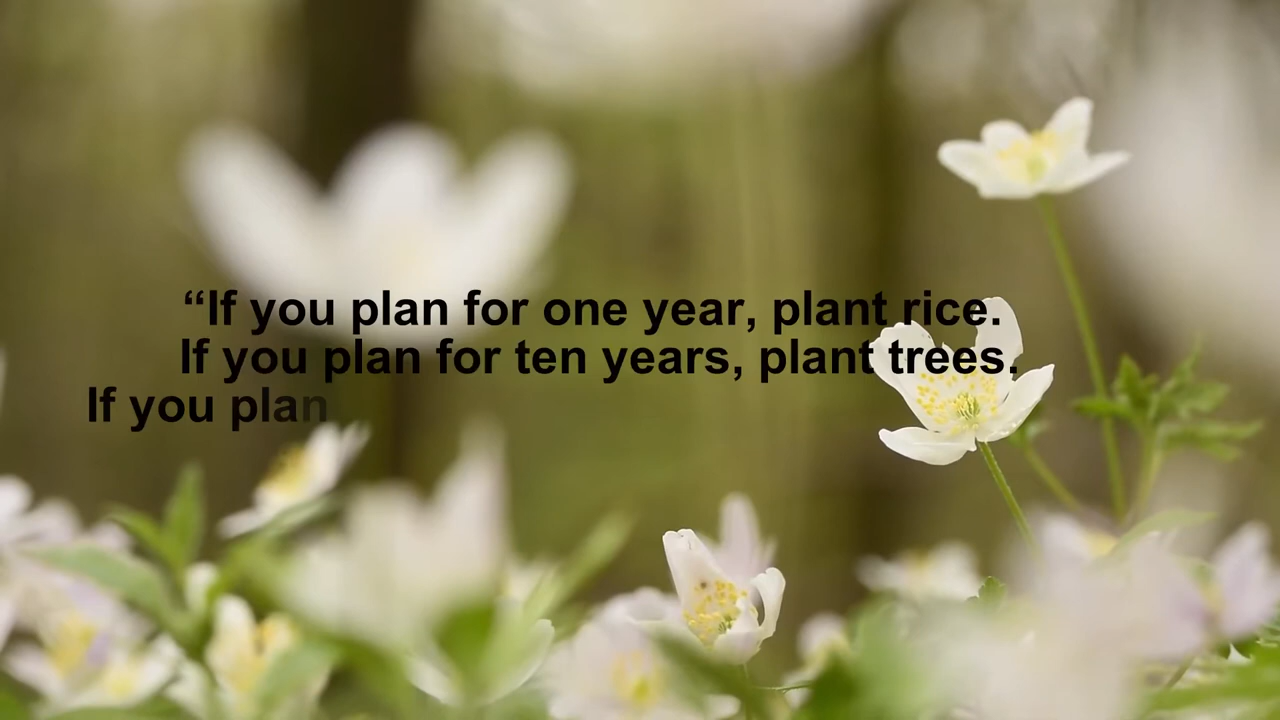 “If you plan for one year, plant rice.
If you plan for ten years, plant trees.
If you plan